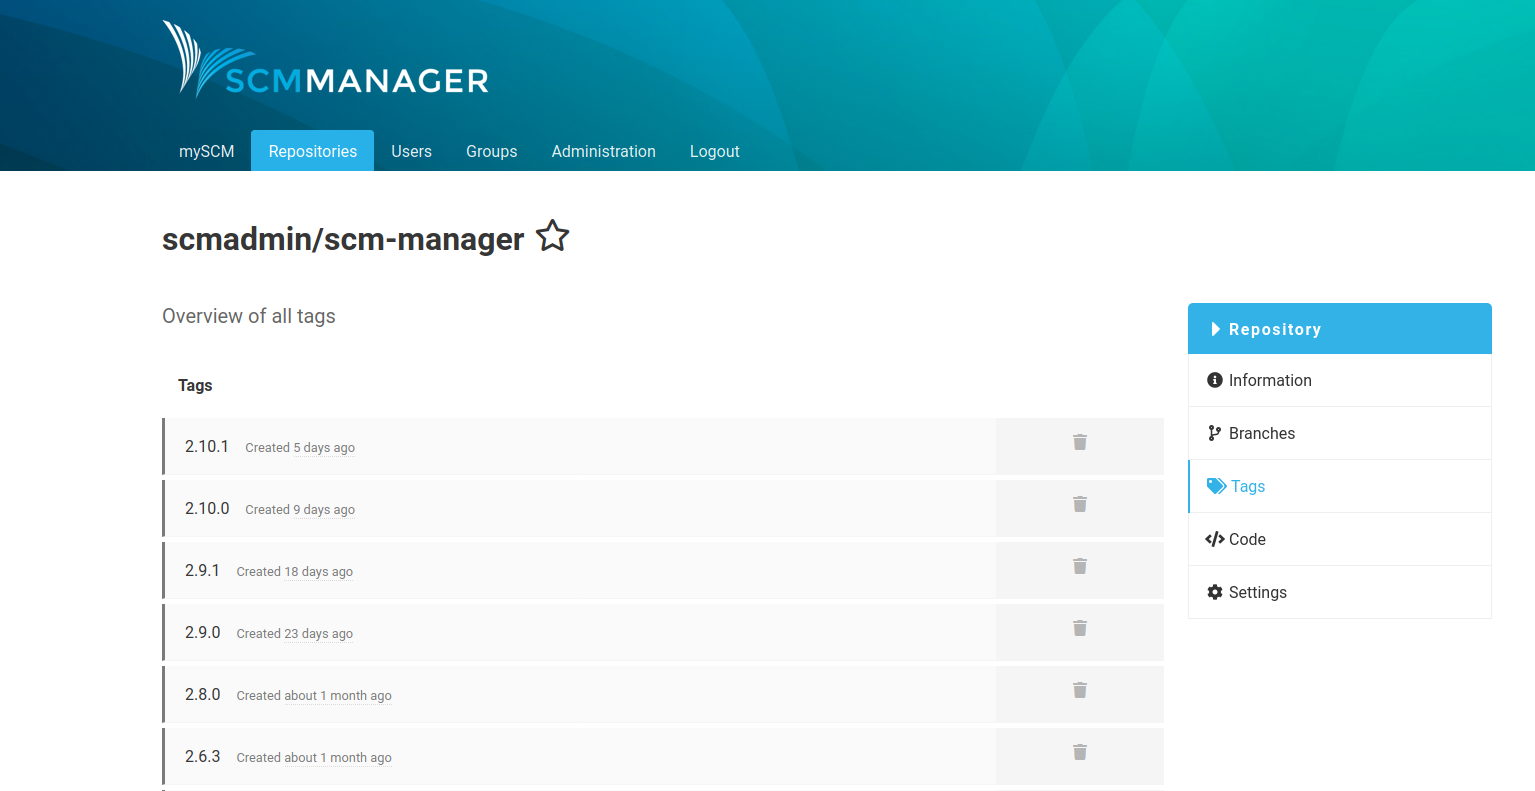 SCMMANAGER
mySCM Repositories Users Groups Administration Logout
scmadmin/scm-manager
Overview of all tags
Tags
2.10.1 Created 5 days ago
2.10.0 Created 9 days ago
2.9.1 Created 18 days ago
2.9.0 Created 23 days ago
2.8.0 Created about 1 month ago
2.6.3 Created about 1 month ago
Repository
Information
Branches
Tags
Code
Settings